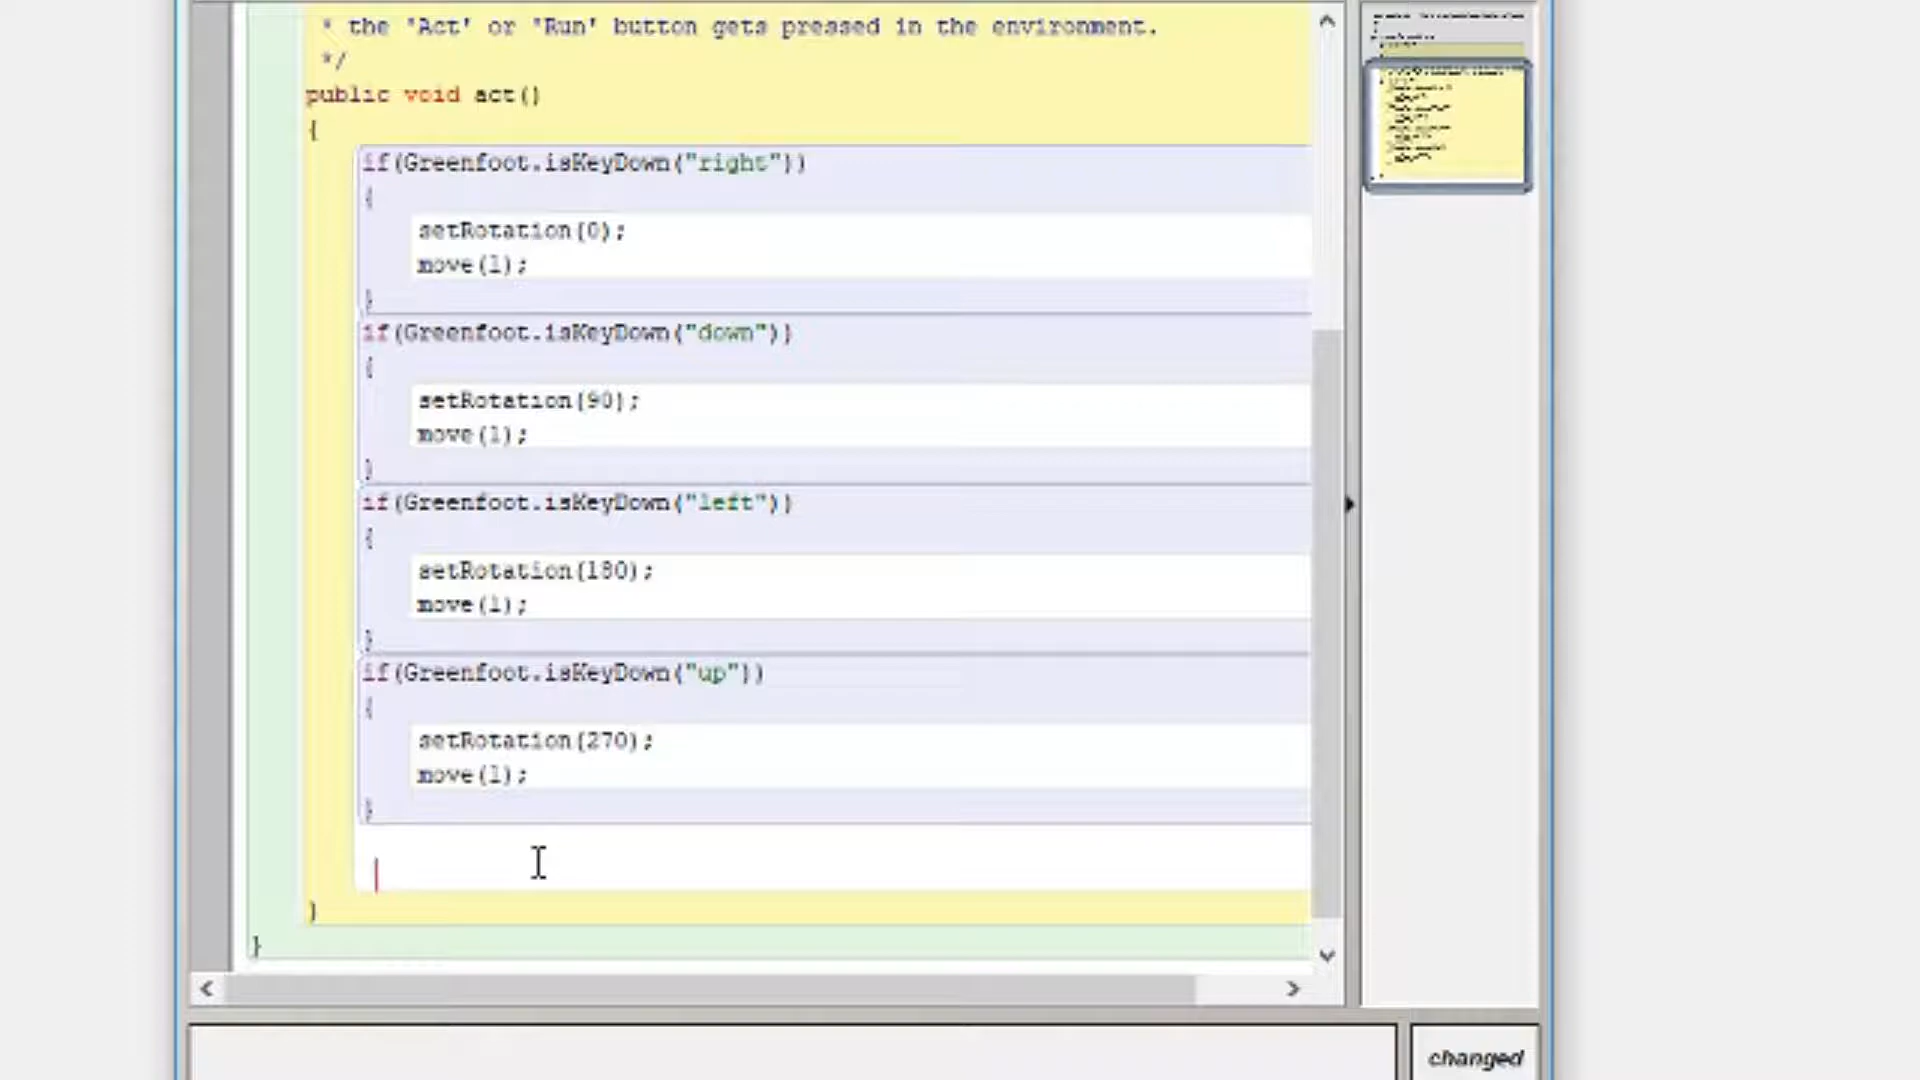 * the 'Act' or 'Run' button gets pressed in the environment.
*/
public void act()
{
if(Greenfoot.isKeyDown("right"))
{
setRotation(0);
move(1);
}
if(Greenfoot.isKeyDown("down"))
{
setRotation(90);
move(1);
}
if(Greenfoot.isKeyDown("left"))
{
setRotation(180);
move(1);
}
if(Greenfoot.isKeyDown("up"))
{
setRotation(270);
move(1);
}
}
}
changed